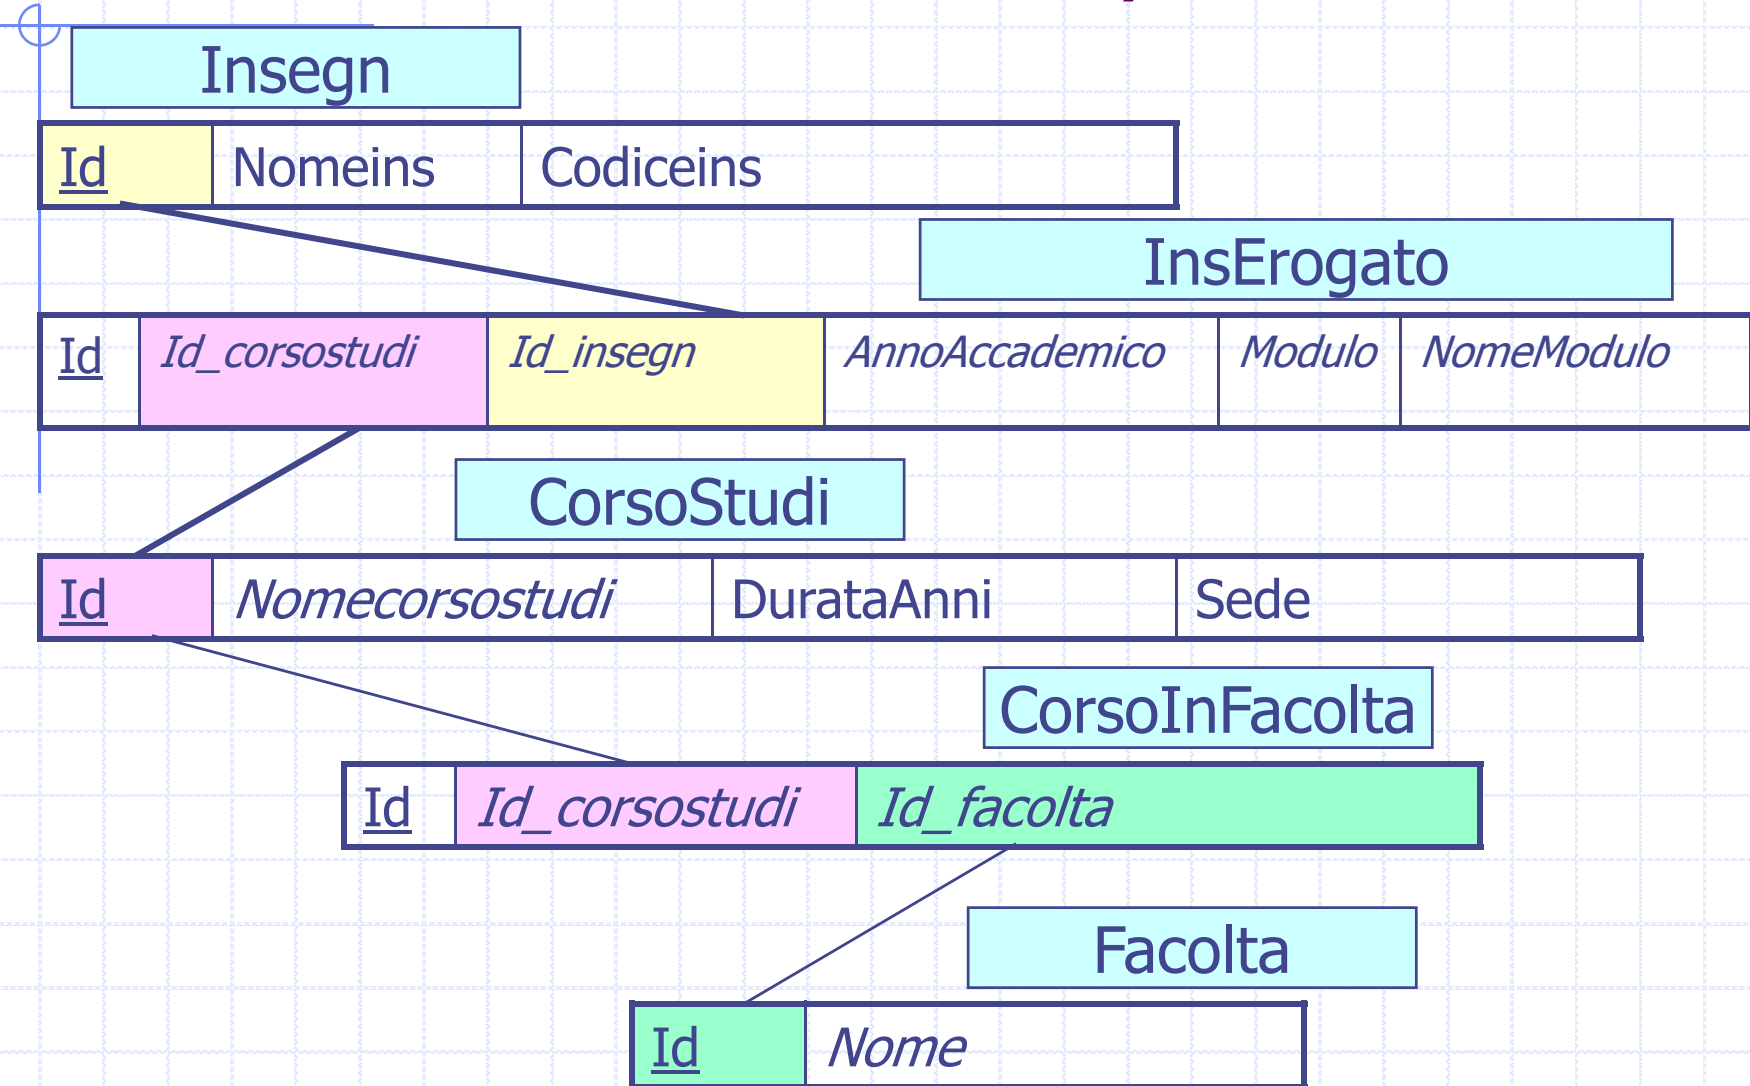 Insegn
Id Nomeins Codiceins
InsErogato
Id Id_corsostudi Id_insegn AnnoAccademico Modulo NomeModulo
CorsoStudi
Id Nomecorsostudi DurataAnni Sede
CorsoInFacolta
Id Id_corsostudi Id_facolta
Facolta
Id Nome